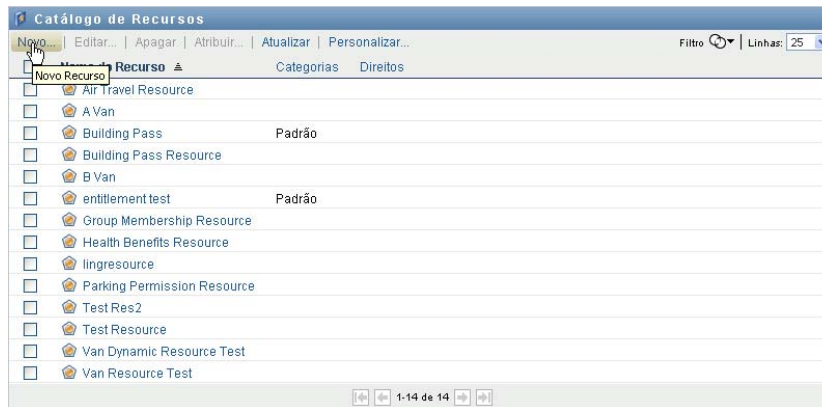 Catálogo de Recursos
Novo... | Editar... | Apagar | Atribuir... | Atualizar | Personalizar... Filtro | Linhas: 25
Recurso Categorias Direitos
Novo Recurso
Air Travel Resource
A Van
Building Pass Padrão
Building Pass Resource
B Van
entitlement test Padrão
Group Membership Resource
Health Benefits Resource
lingresource
Parking Permission Resource
Test Res2
Test Resource
Van Dynamic Resource Test
Van Resource Test
1-14 de 14